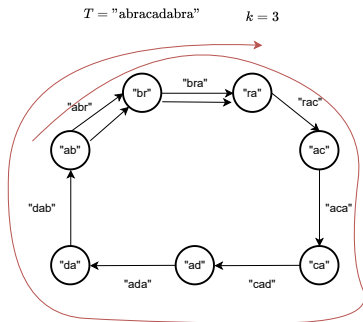 T = "abracadabra" k = 3
"bra"
"br" "ra"
"abr" "rac"
"ab" "ac"
"dab" "aca"
"da" "ad" "ca"
"ada" "cad"